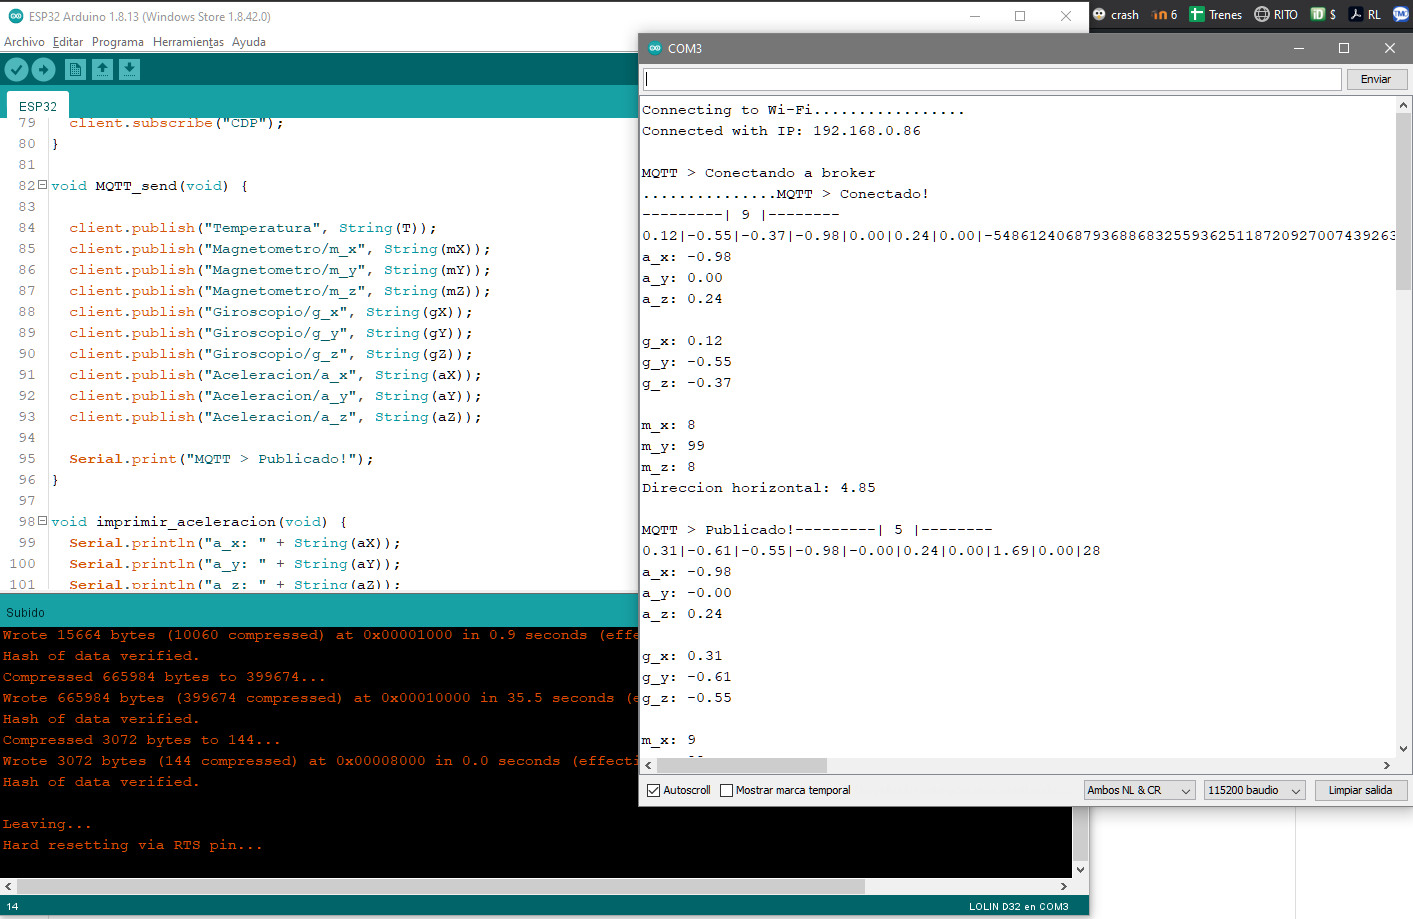 ESP32 Arduino 1.8.13 (Windows Store 1.8.42.0)
crash
6
Trenes
RITO
$
RL
Archivo Editar Programa Herramientas Ayuda
ESP32
79 client.subscribe("CDP");
80 }
81
82 void MQTT_send(void) {
83
84 client.publish("Temperatura", String(T));
85 client.publish("Magnetometro/m_x", String(mX));
86 client.publish("Magnetometro/m_y", String(mY));
87 client.publish("Magnetometro/m_z", String(mZ));
88 client.publish("Giroscopio/g_x", String(gX));
89 client.publish("Giroscopio/g_y", String(gY));
90 client.publish("Giroscopio/g_z", String(gZ));
91 client.publish("Aceleracion/a_x", String(aX));
92 client.publish("Aceleracion/a_y", String(aY));
93 client.publish("Aceleracion/a_z", String(aZ));
94
95 Serial.print("MQTT > Publicado!");
96 }
97
98 void imprimir_aceleracion(void) {
99 Serial.println("a_x: " + String(aX));
100 Serial.println("a_y: " + String(aY));
101 Serial.println("a_z: " + String(aZ));
Subido
Wrote 15664 bytes (10060 compressed) at 0x00001000 in 0.9 seconds (effe
Hash of data verified.
Compressed 665984 bytes to 399674...
Wrote 665984 bytes (399674 compressed) at 0x00010000 in 35.5 seconds (e
Hash of data verified.
Compressed 3072 bytes to 144...
Wrote 3072 bytes (144 compressed) at 0x00008000 in 0.0 seconds (effecti
Hash of data verified.
Leaving...
Hard resetting via RTS pin...
14
LOLIN D32 en COM3
COM3
Enviar
Connecting to Wi-Fi.................
Connected with IP: 192.168.0.86
MQTT > Conectando a broker
...............MQTT > Conectado!
---------| 9 |--------
0.12|-0.55|-0.37|-0.98|0.00|0.24|0.00|-54861240687936886832559362511872092700743926​3
a_x: -0.98
a_y: 0.00
a_z: 0.24
g_x: 0.12
g_y: -0.55
g_z: -0.37
m_x: 8
m_y: 99
m_z: 8
Direccion horizontal: 4.85
MQTT > Publicado!---------| 5 |--------
0.31|-0.61|-0.55|-0.98|-0.00|0.24|0.00|1.69|0.00|28
a_x: -0.98
a_y: -0.00
a_z: 0.24
g_x: 0.31
g_y: -0.61
g_z: -0.55
m_x: 9
Autoscroll
Mostrar marca temporal
Ambos NL & CR
115200 baudio
Limpiar salida